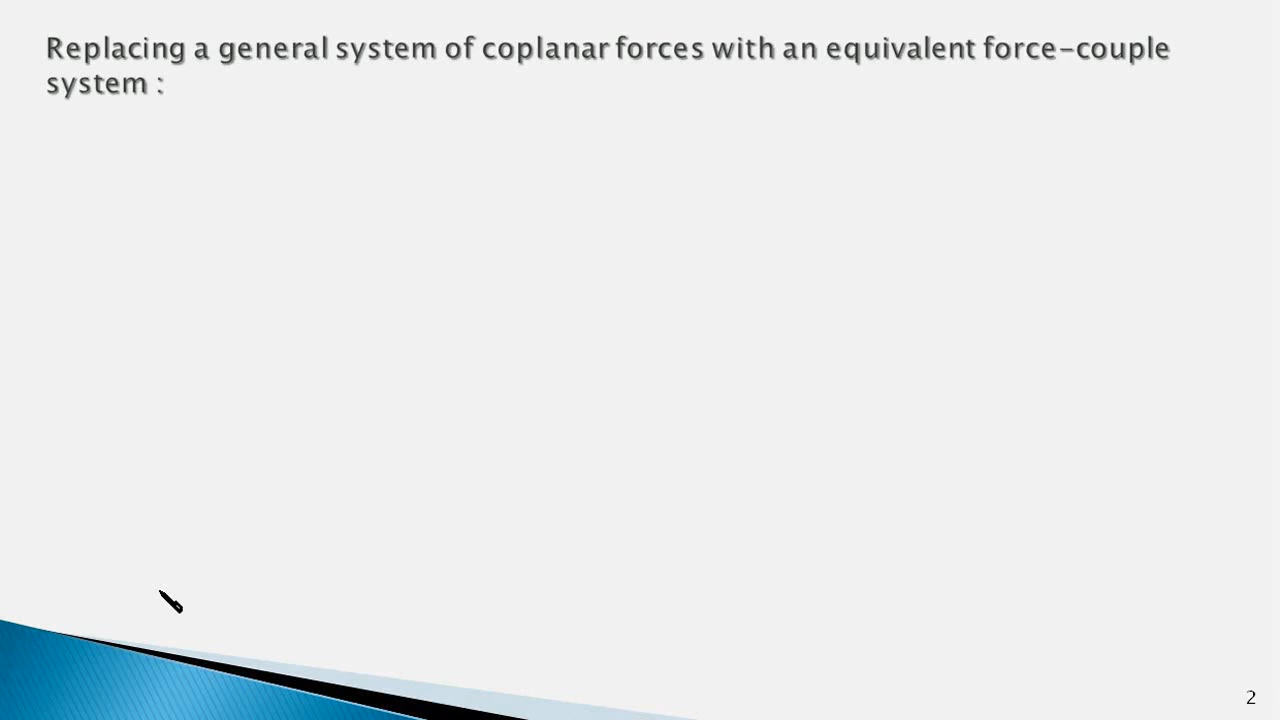 Replacing a general system of coplanar forces with an equivalent force-couple
system :
2